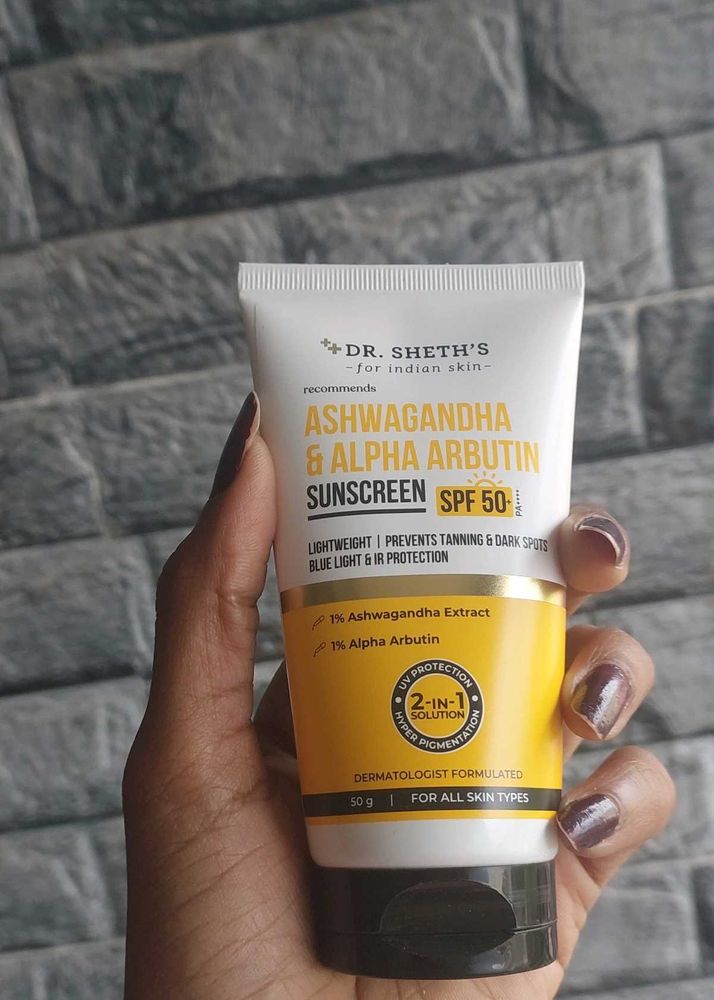 DR. SHETH'S
-for indian skin-
recommends
ASHWAGANDHA
& ALPHA ARBUTIN
SUNSCREEN SPF 50+ PA++++
LIGHTWEIGHT | PREVENTS TANNING & DARK SPOTS
BLUE LIGHT & IR PROTECTION
1% Ashwagandha Extract
1% Alpha Arbutin
UV PROTECTION
2-IN-1
SOLUTION
HYPER PIGMENTATION
DERMATOLOGIST FORMULATED
50 g | FOR ALL SKIN TYPES